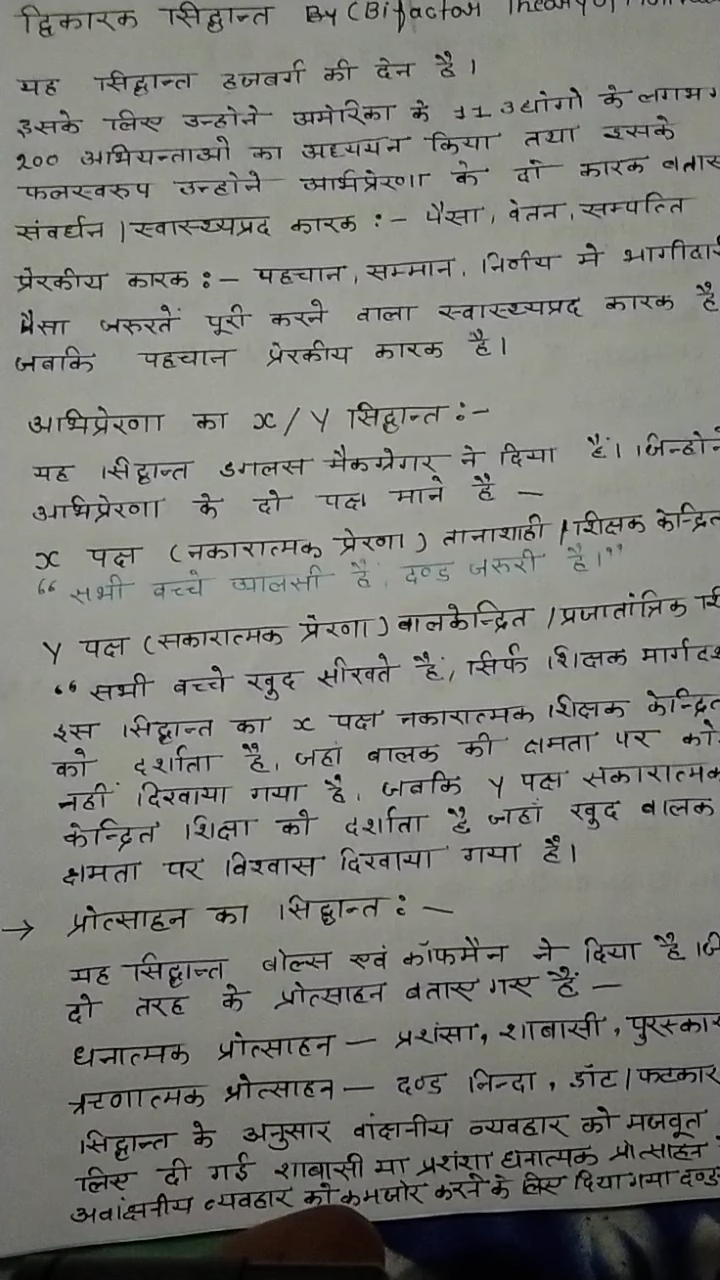 द्विकारक सिद्वान्त By (Bifactor Theory of
यह सिद्वान्त हजबर्ग की देन है।
इसके लिए उन्होने अमेरिका के 11 उधोगो के लगभग
200 अभियन्ताओ का अध्ययन किया तथा इसके
फलस्वरुप उन्होने अभिप्रेरणा के दो कारक बताए
संवर्धन / स्वास्थ्यप्रद कारक :- पैसा, वेतन, सम्पत्ति
प्रेरकीय कारक :- पहचान, सम्मान, निर्णय मे भागीदारी
पैसा जरुरतें पूरी करने वाला स्वास्थ्यप्रद कारक है
जबकि पहचान प्रेरकीय कारक है।
अभिप्रेरणा का x/y सिद्वान्त :-
यह सिद्वान्त डगलस मैकग्रेगर ने दिया है। जिन्होने
अभिप्रेरणा के दो पक्ष माने है —
x पक्ष (नकारात्मक प्रेरणा) तानाशाही / शिक्षक केन्द्रित
“सभी बच्चे आलसी है, दण्ड जरुरी है।”
y पक्ष (सकारात्मक प्रेरणा) बालकेन्द्रित / प्रजातांत्रिक
“सभी बच्चे खुद सीखते है, सिर्फ शिक्षक मार्गदर्श
इस सिद्वान्त का x पक्ष नकारात्मक शिक्षक केन्द्रित
को दर्शाता है, जहां बालक की क्षमता पर को
नहीं दिखाया गया है, जबकि y पक्ष सकारात्मक
केन्द्रित शिक्षा को दर्शाता है जहाँ खुद बालक
क्षमता पर विश्वास दिखाया गया है।
→ प्रोत्साहन का सिद्वान्त :—
यह सिद्वान्त बोल्स एवं कॉफमैन ने दिया है।
दो तरह के प्रोत्साहन बताए गए हैं —
धनात्मक प्रोत्साहन — प्रशंसा, शाबासी, पुरस्कार
ऋणात्मक प्रोत्साहन — दण्ड निन्दा, डॉट / फटकार
सिद्वान्त के अनुसार वांछनीय व्यवहार को मजबूत
लिए दी गई शाबासी या प्रशंशा धनात्मक प्रोत्साहन
अवांछनीय व्यवहार को कमजोर करने के लिए दिया गया दण्ड